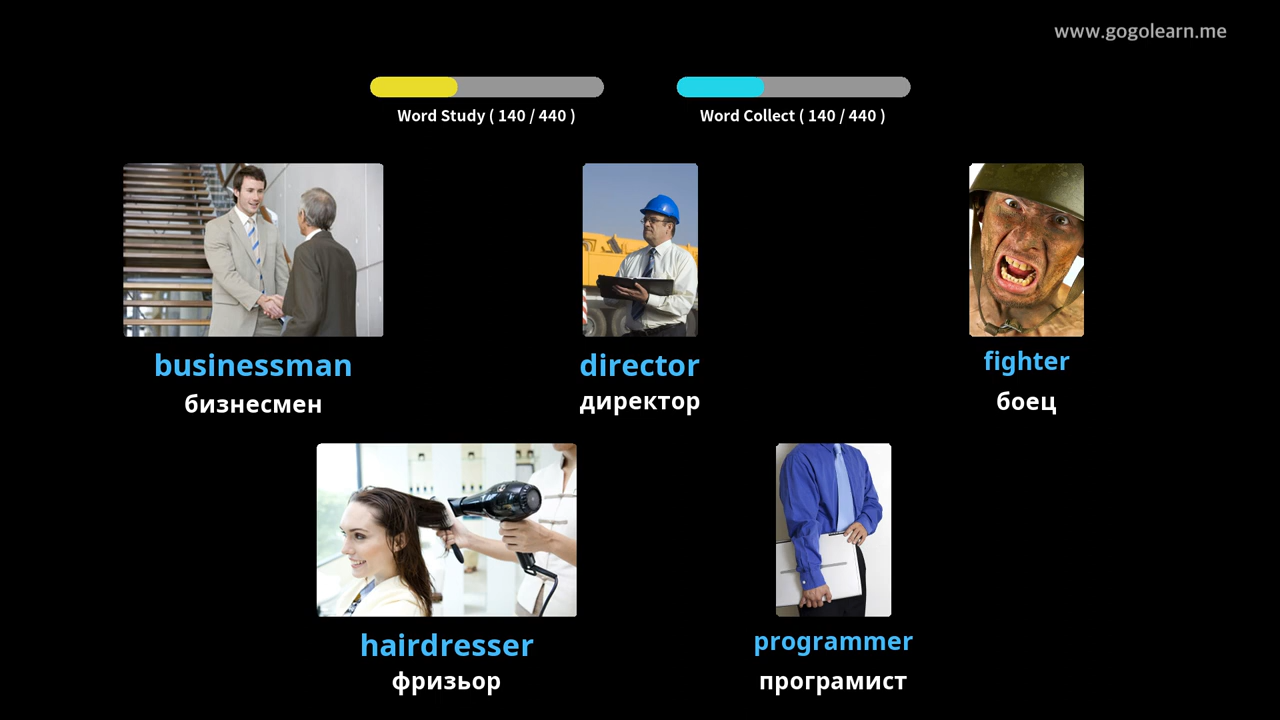 www.gogolearn.me
Word Study ( 140 / 440 )
Word Collect ( 140 / 440 )
businessman
бизнесмен
director
директор
fighter
боец
hairdresser
фризьор
programmer
програмист